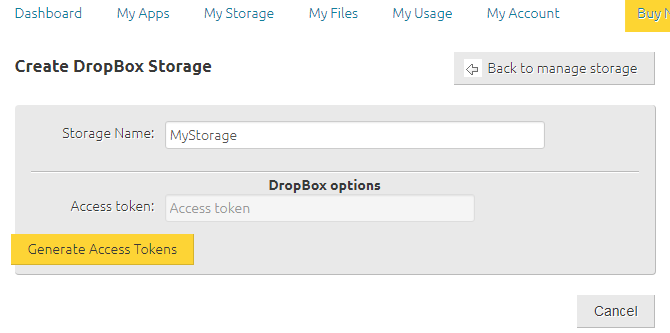 Dashboard My Apps My Storage My Files My Usage My Account Buy
Create DropBox Storage
Back to manage storage
Storage Name: MyStorage
DropBox options
Access token: Access token
Generate Access Tokens
Cancel